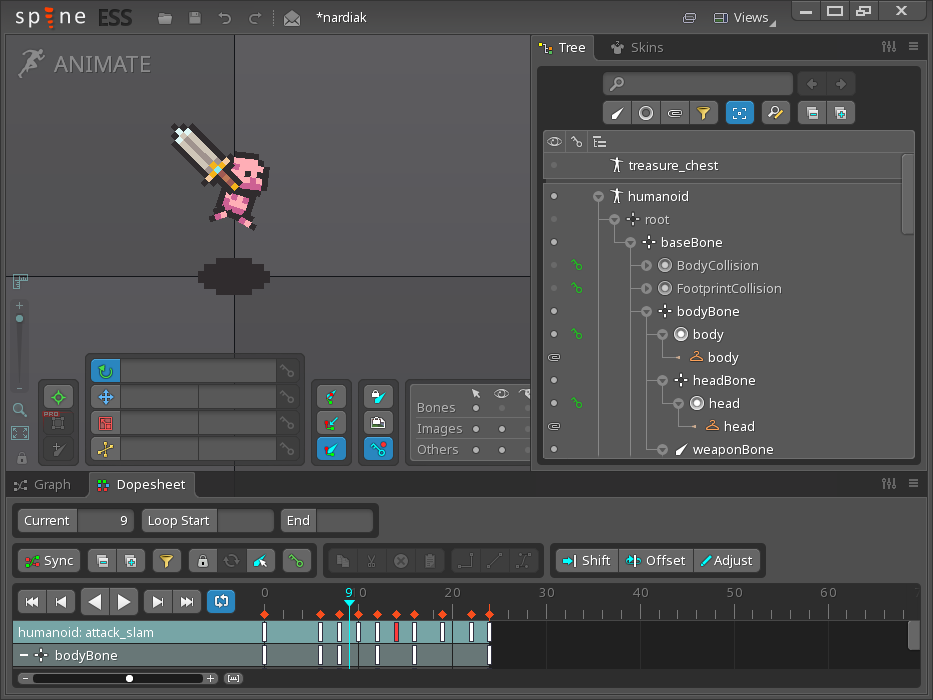 spine ESS
*nardiak
Views
ANIMATE
Tree
Skins
treasure_chest
humanoid
root
baseBone
BodyCollision
FootprintCollision
bodyBone
body
body
headBone
head
head
weaponBone
PRO
Bones
Images
Others
Graph
Dopesheet
Current 9 Loop Start End
Sync
Shift
Offset
Adjust
0 9 10 20 30 40 50 60
humanoid: attack_slam
bodyBone